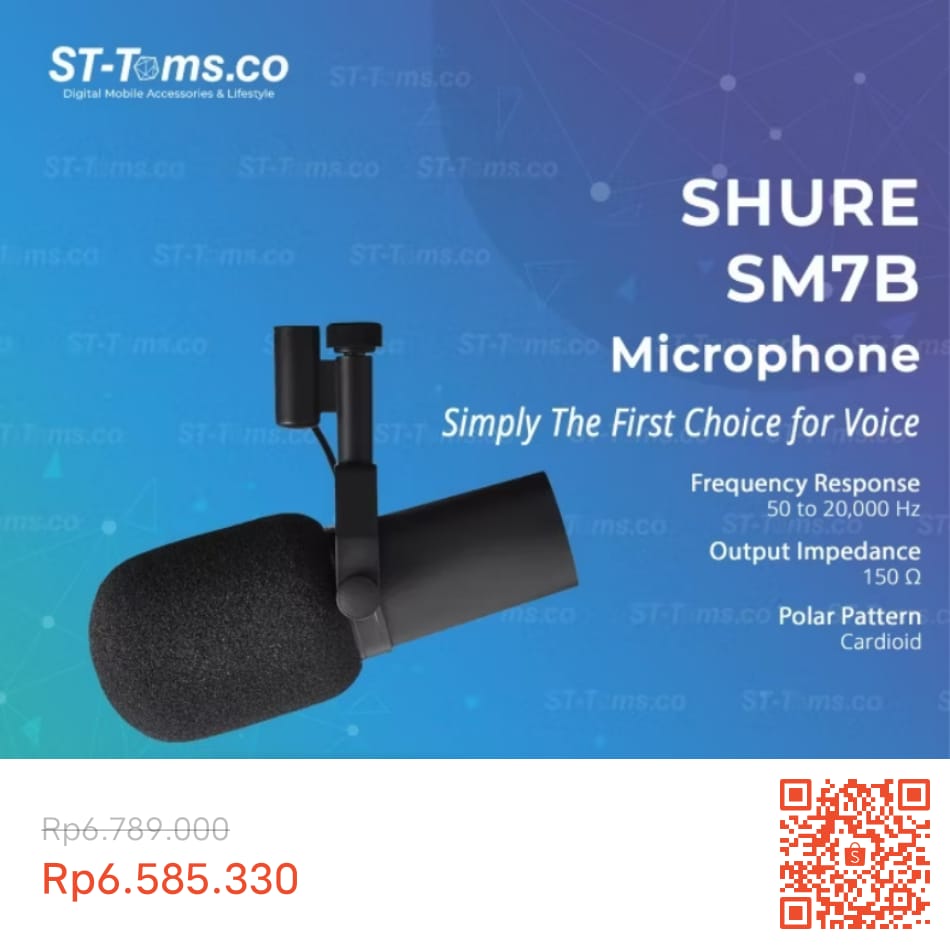 ST-Toms.co
Digital Mobile Accessories & Lifestyle
SHURE
SM7B
Microphone
Simply The First Choice for Voice
Frequency Response
50 to 20,000 Hz
Output Impedance
150 Ω
Polar Pattern
Cardioid
Rp6.789.000
Rp6.585.330